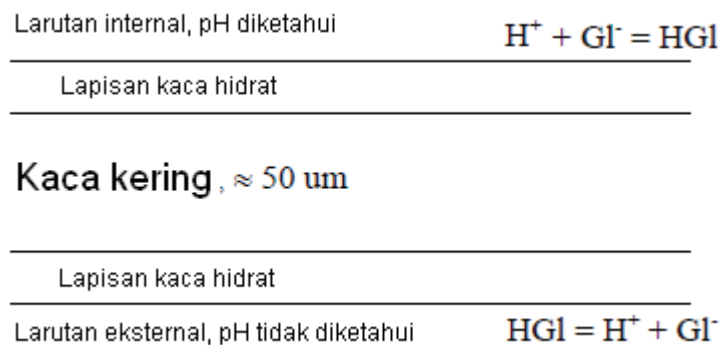 Larutan internal, pH diketahui
H⁺ + Gl⁻ = HGl
Lapisan kaca hidrat
Kaca kering, ≈ 50 um
Lapisan kaca hidrat
Larutan eksternal, pH tidak diketahui
HGl = H⁺ + Gl⁻